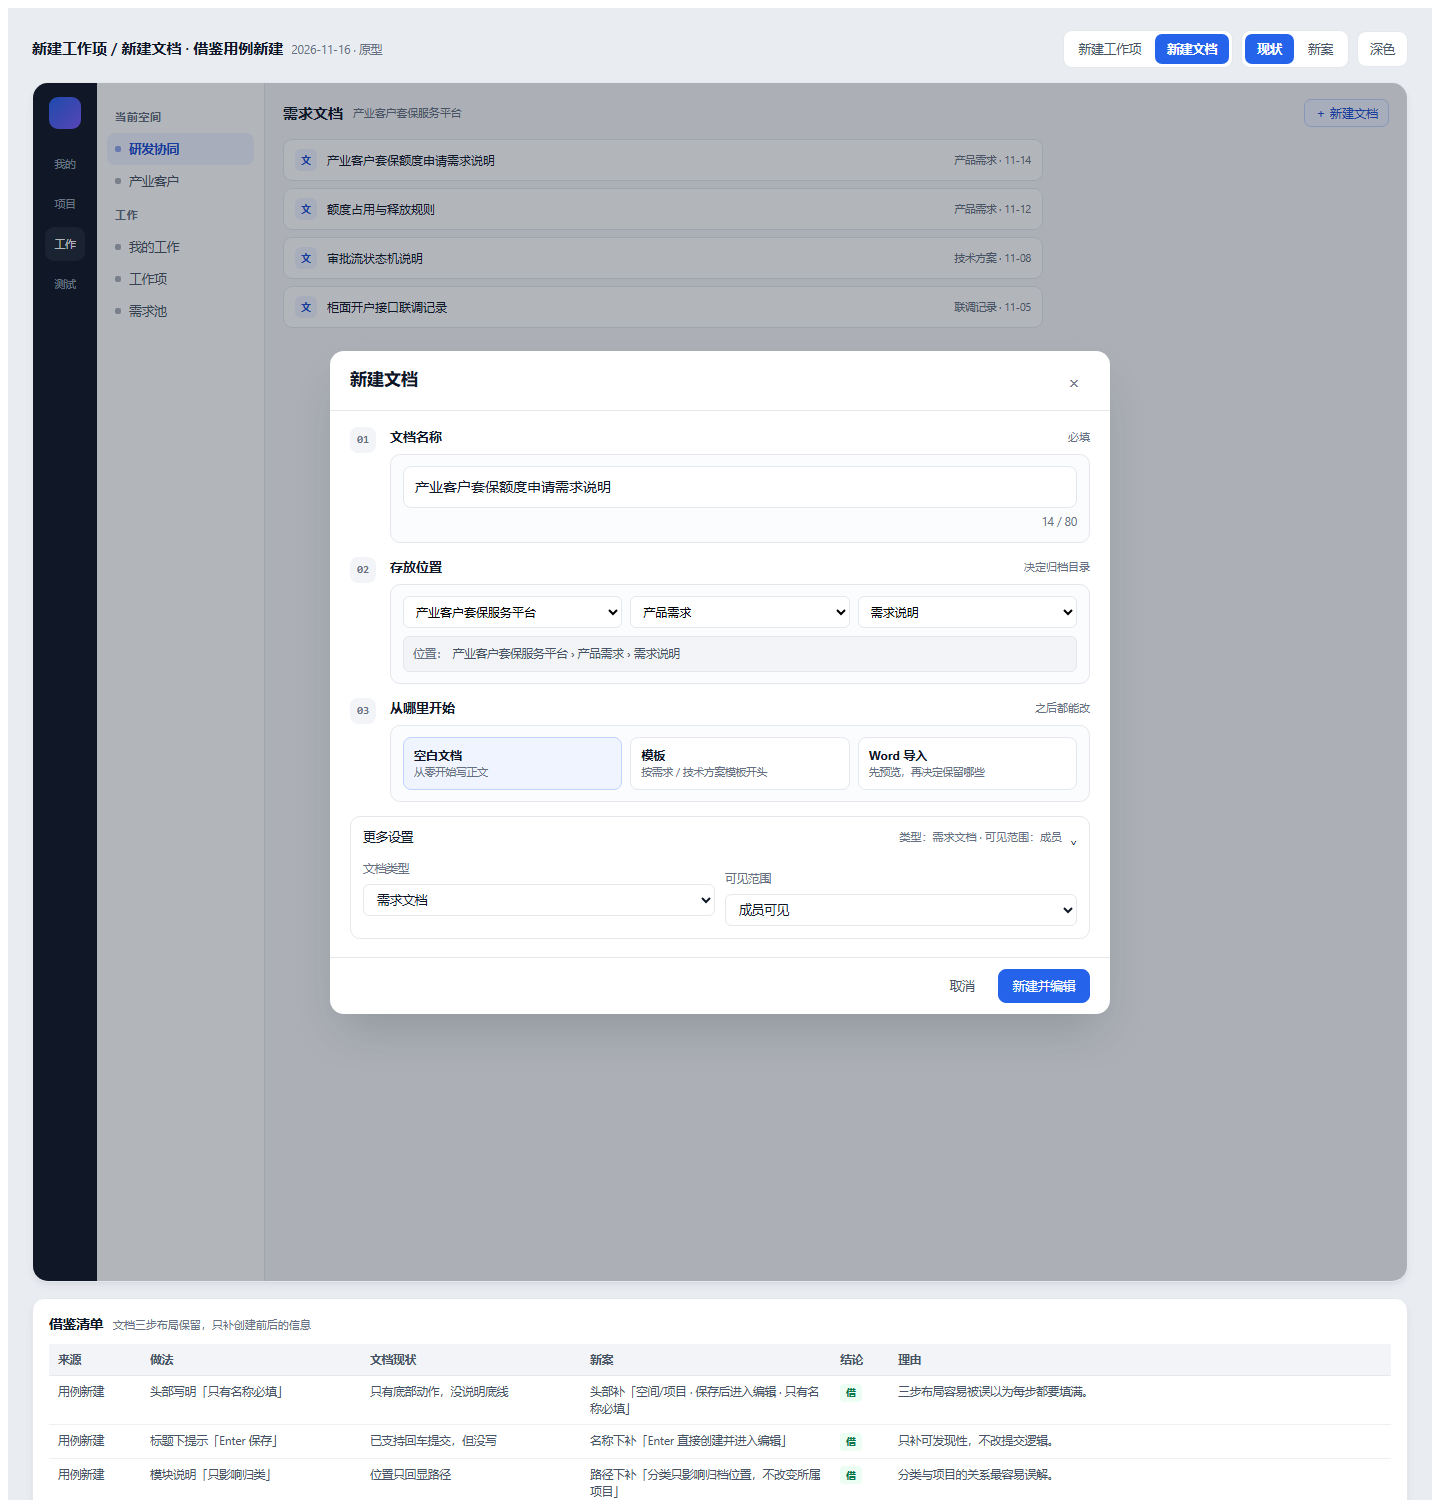 新建工作项 / 新建文档 · 借鉴用例新建 2026-11-16 · 原型
新建工作项 新建文档 现状 新案 深色
我的
项目
工作
测试
当前空间
研发协同
产业客户
工作
我的工作
工作项
需求池
需求文档 产业客户套保服务平台
+ 新建文档
文 产业客户套保额度申请需求说明 产品需求 · 11-14
文 额度占用与释放规则 产品需求 · 11-12
文 审批流状态机说明 技术方案 · 11-08
文 柜面开户接口联调记录 联调记录 · 11-05
新建文档 ×
01 文档名称 必填
产业客户套保额度申请需求说明
14 / 80
02 存放位置 决定归档目录
产业客户套保服务平台 产品需求 需求说明
位置： 产业客户套保服务平台 › 产品需求 › 需求说明
03 从哪里开始 之后都能改
空白文档 模板 Word 导入
从零开始写正文 按需求 / 技术方案模板开头 先预览，再决定保留哪些
更多设置 类型：需求文档 · 可见范围：成员
文档类型 可见范围
需求文档 成员可见
取消 新建并编辑
借鉴清单 文档三步布局保留，只补创建前后的信息
来源 做法 文档现状 新案 结论 理由
用例新建 头部写明「只有名称必填」 只有底部动作，没说明底线 头部补「空间/项目 · 保存后进入编辑 · 只有名 借 三步布局容易被误以为每步都要填满。
称必填」
用例新建 标题下提示「Enter 保存」 已支持回车提交，但没写 名称下补「Enter 直接创建并进入编辑」 借 只补可发现性，不改提交逻辑。
用例新建 模块说明「只影响归类」 位置只回显路径 路径下补「分类只影响归档位置，不改变所属 借 分类与项目的关系最容易误解。
项目」